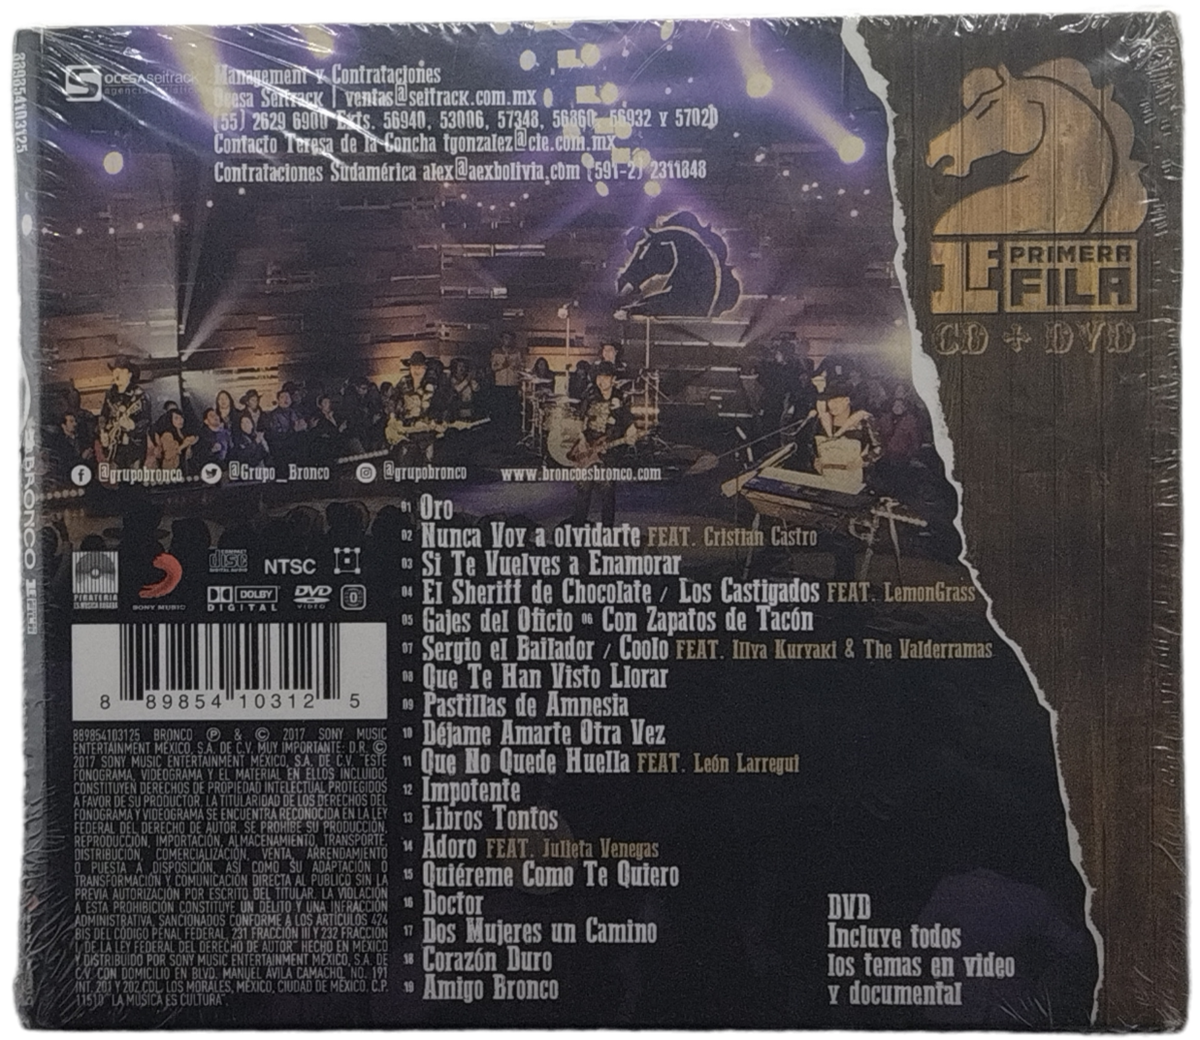 889854103125
OCESA seitrack
Management y Contrataciones
Ocesa Seitrack | ventas@seitrack.com.mx
(55) 2629 6900 Exts. 56940, 53006, 57348, 56860, 56932 y 57020
Contacto Teresa de la Concha tgonzalez@cie.com.mx
Contrataciones Sudamérica alex@aexbolivia.com (591-2) 2311848
1F PRIMERA
FILA
CD + DVD
@grupobronco @Grupo_Bronco @grupobronco www.broncoesbronco.com
BRONCO
01 Oro
02 Nunca Voy a olvidarte FEAT. Cristian Castro
03 Si Te Vuelves a Enamorar
04 El Sheriff de Chocolate / Los Castigados FEAT. LemonGrass
05 Gajes del Oficio 06 Con Zapatos de Tacón
07 Sergio el Bailador / Coolo FEAT. Illya Kuryaki & The Valderramas
08 Que Te Han Visto Llorar
09 Pastillas de Amnesia
10 Déjame Amarte Otra Vez
11 Que No Quede Huella FEAT. León Larregui
12 Impotente
13 Libros Tontos
14 Adoro FEAT. Julieta Venegas
15 Quiéreme Como Te Quiero
16 Doctor
17 Dos Mujeres un Camino
18 Corazón Duro
19 Amigo Bronco
DVD
Incluye todos
los temas en video
y documental
PIRATERIA
SONY MUSIC
COMPACT
disc
DIGITAL AUDIO
NTSC
DOLBY
DIGITAL
DVD
VIDEO
0
8 89854 10312 5
889854103125 BRONCO Ⓟ & © 2017 SONY MUSIC
ENTERTAINMENT MÉXICO, S.A. DE C.V. MUY IMPORTANTE: D.R. ©
2017 SONY MUSIC ENTERTAINMENT MÉXICO, S.A. DE C.V. "ESTE
FONOGRAMA, VIDEOGRAMA Y EL MATERIAL EN ELLOS INCLUIDO,
CONSTITUYEN DERECHOS DE PROPIEDAD INTELECTUAL PROTEGIDOS
A FAVOR DE SU PRODUCTOR. LA TITULARIDAD DE LOS DERECHOS DEL
FONOGRAMA Y VIDEOGRAMA SE ENCUENTRA RECONOCIDA EN LA LEY
FEDERAL DEL DERECHO DE AUTOR. SE PROHÍBE SU PRODUCCIÓN,
REPRODUCCIÓN, IMPORTACIÓN, ALMACENAMIENTO, TRANSPORTE,
DISTRIBUCIÓN, COMERCIALIZACIÓN, VENTA, ARRENDAMIENTO
O PUESTA A DISPOSICIÓN, ASÍ COMO SU ADAPTACIÓN O
TRANSFORMACIÓN Y COMUNICACIÓN DIRECTA AL PÚBLICO SIN LA
PREVIA AUTORIZACIÓN POR ESCRITO DEL TITULAR. LA VIOLACIÓN
A ESTA PROHIBICIÓN CONSTITUYE UN DELITO Y UNA INFRACCIÓN
ADMINISTRATIVA, SANCIONADOS CONFORME A LOS ARTÍCULOS 424
BIS DEL CÓDIGO PENAL FEDERAL, 231 FRACCIÓN III Y 232 FRACCIÓN
I, DE LA LEY FEDERAL DEL DERECHO DE AUTOR" HECHO EN MÉXICO
Y DISTRIBUIDO POR SONY MUSIC ENTERTAINMENT MÉXICO, S.A. DE
C.V. CON DOMICILIO EN BLVD. MANUEL ÁVILA CAMACHO, NO. 191
INT. 201 Y 202 COL. LOS MORALES, MÉXICO, CIUDAD DE MÉXICO, C.P.
11510 "LA MÚSICA ES CULTURA".